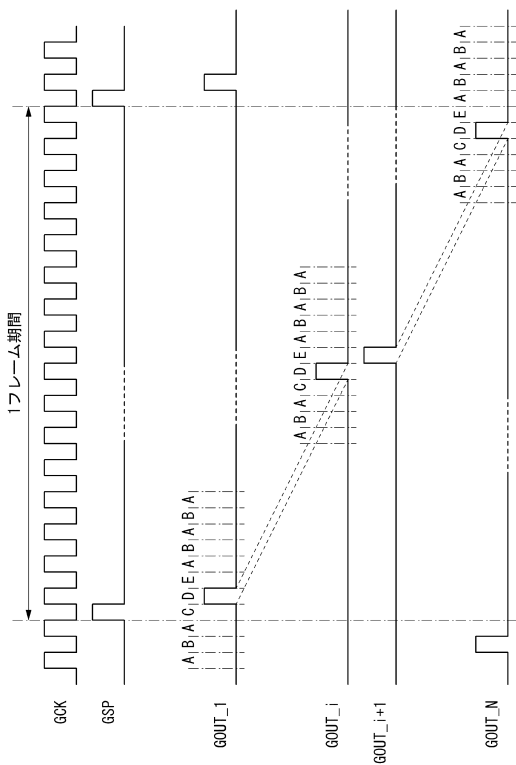 1フレーム期間
GCK
GSP
A B A C D E A B A B A
GOUT_1
A B A C D E A B A B A
GOUT_i
GOUT_i+1
A B A C D E A B A B A
GOUT_N